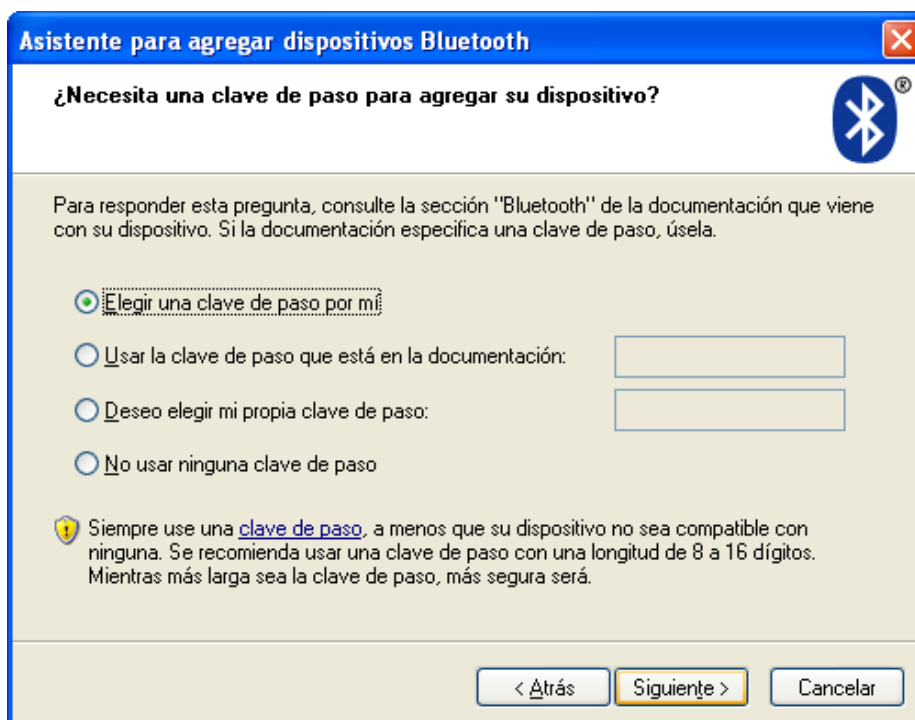 Asistente para agregar dispositivos Bluetooth
¿Necesita una clave de paso para agregar su dispositivo?
®
Para responder esta pregunta, consulte la sección "Bluetooth" de la documentación que viene
con su dispositivo. Si la documentación especifica una clave de paso, úsela.
Elegir una clave de paso por mí
Usar la clave de paso que está en la documentación:
Deseo elegir mi propia clave de paso:
No usar ninguna clave de paso
Siempre use una clave de paso, a menos que su dispositivo no sea compatible con
ninguna. Se recomienda usar una clave de paso con una longitud de 8 a 16 dígitos.
Mientras más larga sea la clave de paso, más segura será.
< Atrás Siguiente > Cancelar